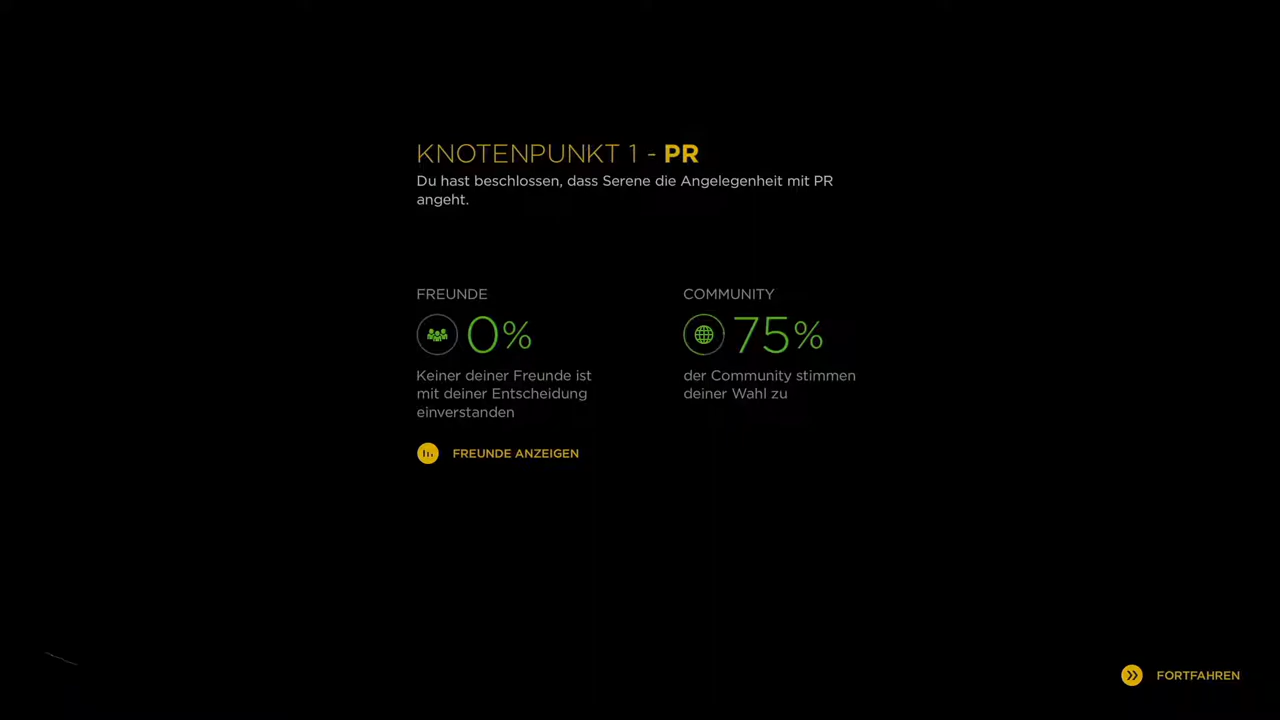 KNOTENPUNKT 1 - PR
Du hast beschlossen, dass Serene die Angelegenheit mit PR
angeht.
FREUNDE
0%
Keiner deiner Freunde ist
mit deiner Entscheidung
einverstanden
FREUNDE ANZEIGEN
COMMUNITY
75%
der Community stimmen
deiner Wahl zu
FORTFAHREN